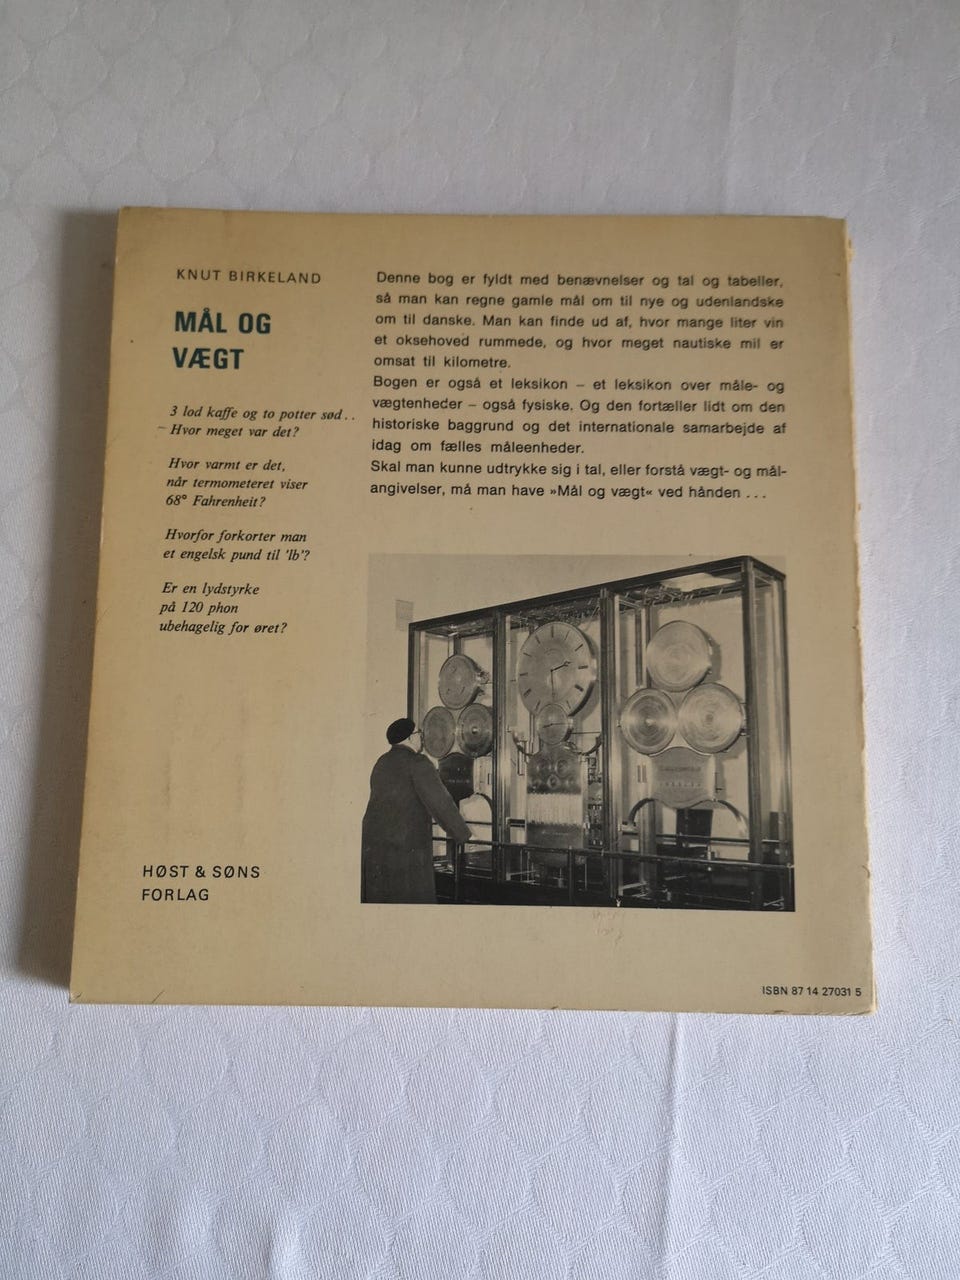 KNUT BIRKELAND
MÅL OG
VÆGT
3 lod kaffe og to potter sød . .
Hvor meget var det?
Hvor varmt er det,
når termometeret viser
68° Fahrenheit?
Hvorfor forkorter man
et engelsk pund til 'lb'?
Er en lydstyrke
på 120 phon
ubehagelig for øret?
HØST & SØNS
FORLAG
Denne bog er fyldt med benævnelser og tal og tabeller,
så man kan regne gamle mål om til nye og udenlandske
om til danske. Man kan finde ud af, hvor mange liter vin
et oksehoved rummede, og hvor meget nautiske mil er
omsat til kilometre.
Bogen er også et leksikon – et leksikon over måle- og
vægtenheder – også fysiske. Og den fortæller lidt om den
historiske baggrund og det internationale samarbejde af
idag om fælles måleenheder.
Skal man kunne udtrykke sig i tal, eller forstå vægt- og mål-
angivelser, må man have »Mål og vægt« ved hånden . . .
ISBN 87 14 27031 5